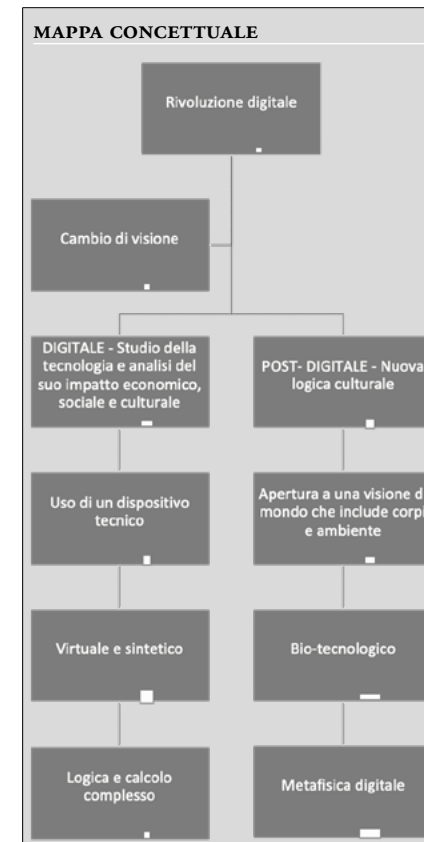 MAPPA CONCETTUALE
Rivoluzione digitale
Cambio di visione
DIGITALE - Studio della
tecnologia e analisi del
suo impatto economico,
sociale e culturale
POST- DIGITALE - Nuova
logica culturale
Uso di un dispositivo
tecnico
Apertura a una visione
mondo che include
e ambiente
Virtuale e sintetico
Bio-tecnologico
Logica e calcolo
complesso
Metafisica digitale